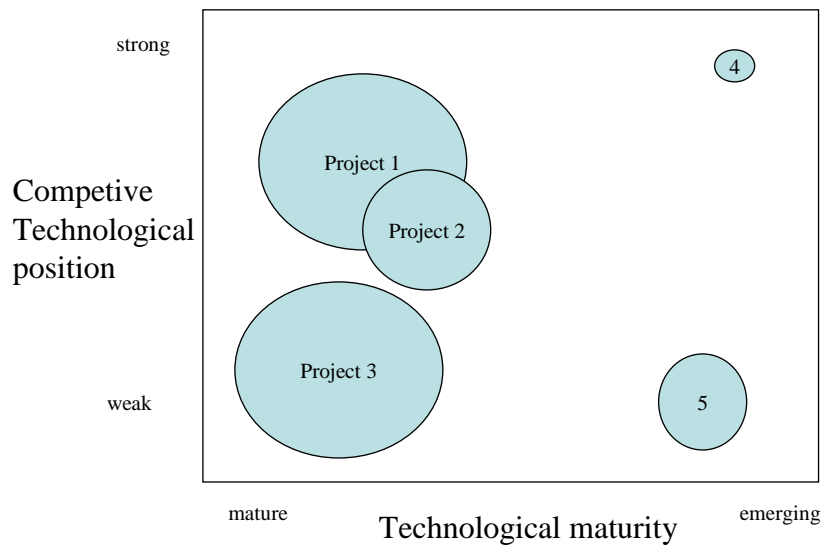 strong
4
Project 1
Competive
Technological
position
Project 2
Project 3
weak
5
mature
emerging
Technological maturity